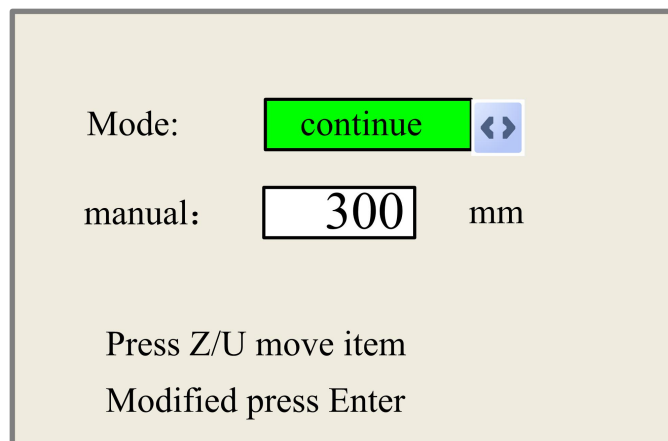 Mode: continue
manual： 300 mm
Press Z/U move item
Modified press Enter